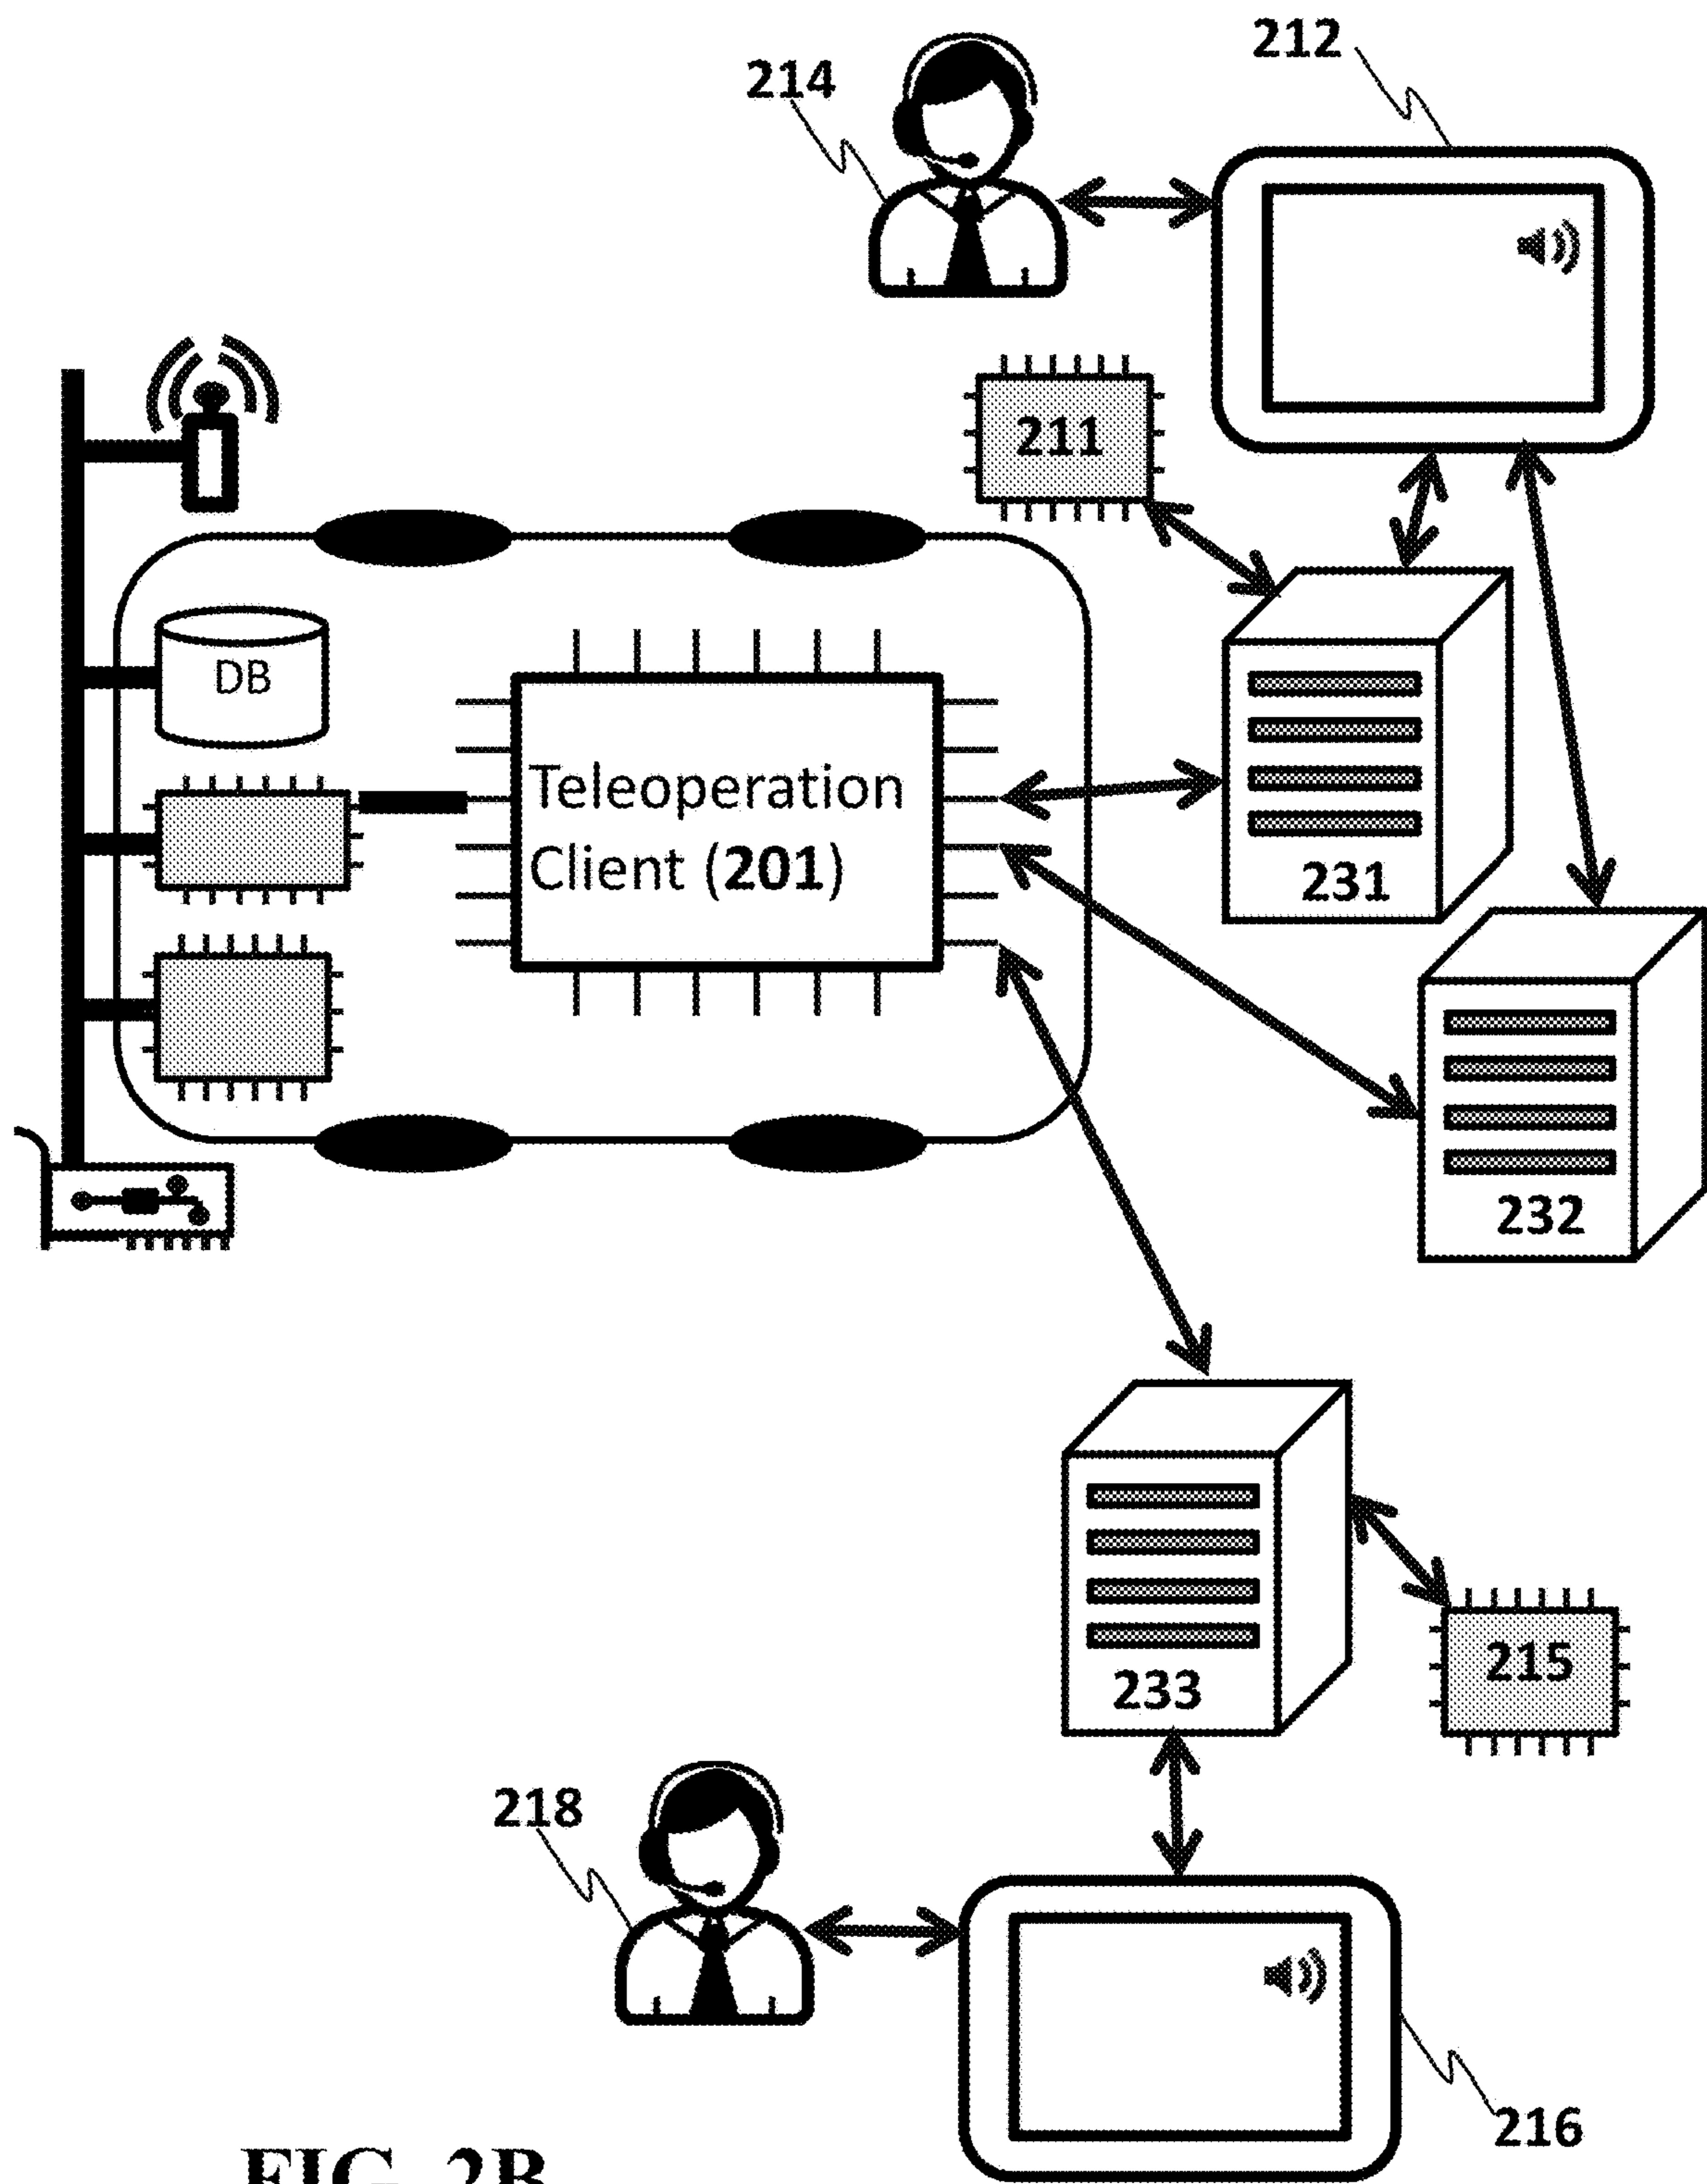 212
214
211
DB
Teleoperation
Client (201)
231
232
233
215
218
216
FIG. 2B